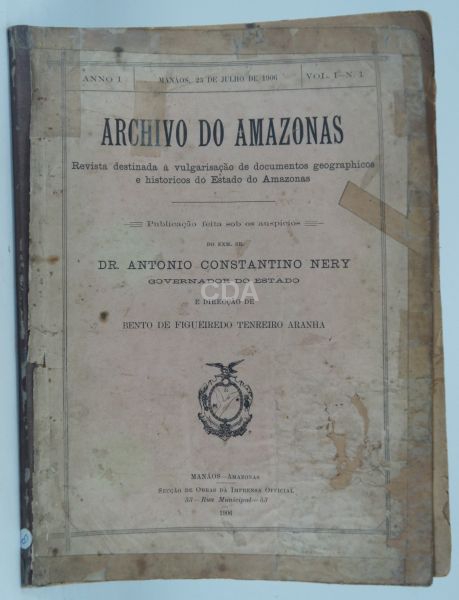 ANNO I
MANÁOS, 23 DE JULHO DE 1906
VOL. I—N. 1
ARCHIVO DO AMAZONAS
Revista destinada á vulgarisação de documentos geographicos
e historicos do Estado do Amazonas
Publicação feita sob os auspicios
DO EXM. SR.
DR. ANTONIO CONSTANTINO NERY
GOVERNADOR DO ESTADO
CDA
E DIRECÇÃO DE
BENTO DE FIGUEIREDO TENREIRO ARANHA
MANÁOS—AMAZONAS
SECÇÃO DE OBRAS DA IMPRENSA OFFICIAL
53—Rua Municipal—53
1906